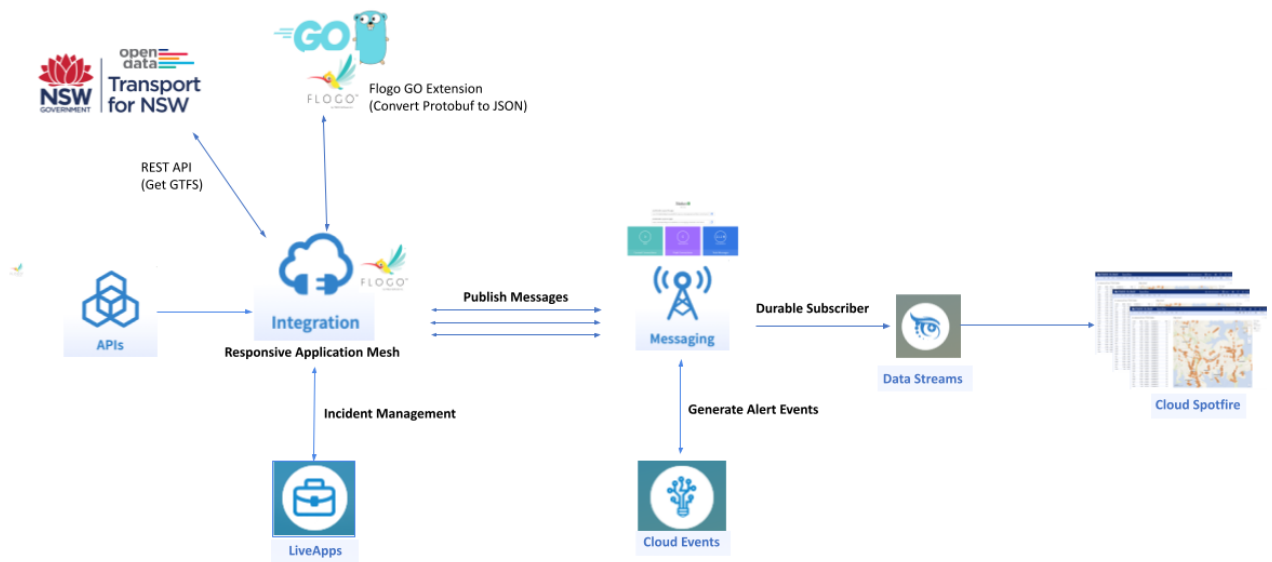 GO
open
data
NSW
GOVERNMENT
Transport
for NSW
FLOGO
Flogo GO Extension
(Convert Protobuf to JSON)
REST API
(Get GTFS)
FLOGO
APIs
Integration
Responsive Application Mesh
Publish Messages
Messaging
Durable Subscriber
Data Streams
Cloud Spotfire
Incident Management
Generate Alert Events
LiveApps
Cloud Events